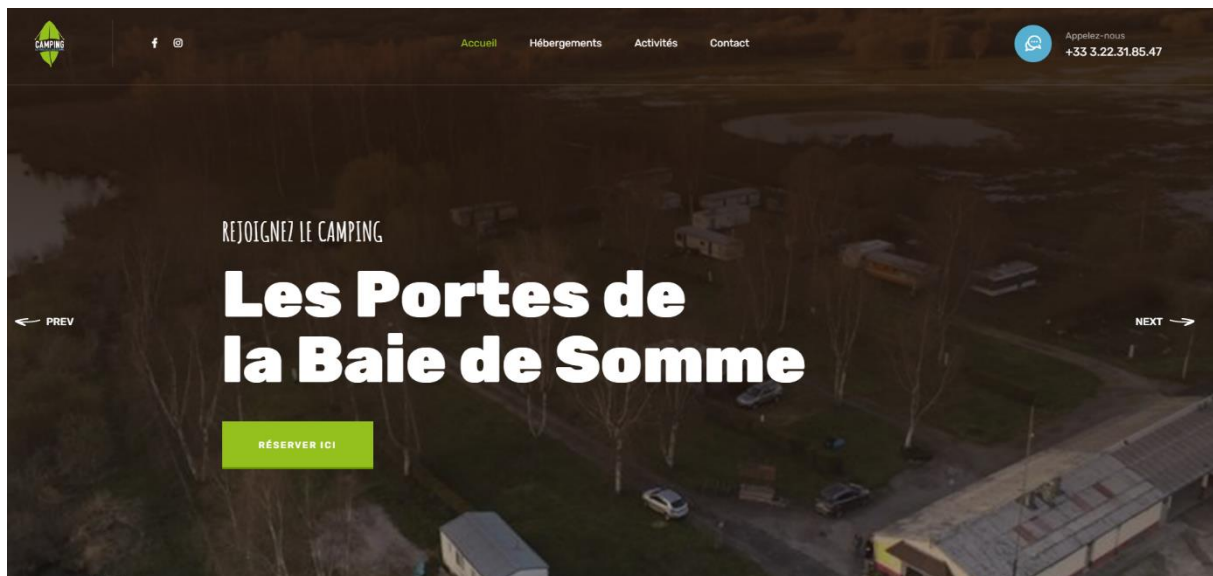 CAMPING
Accueil
Hébergements
Activités
Contact
Appelez-nous
+33 3.22.31.85.47
REJOIGNEZ LE CAMPING
Les Portes de
la Baie de Somme
PREV
NEXT
RÉSERVER ICI